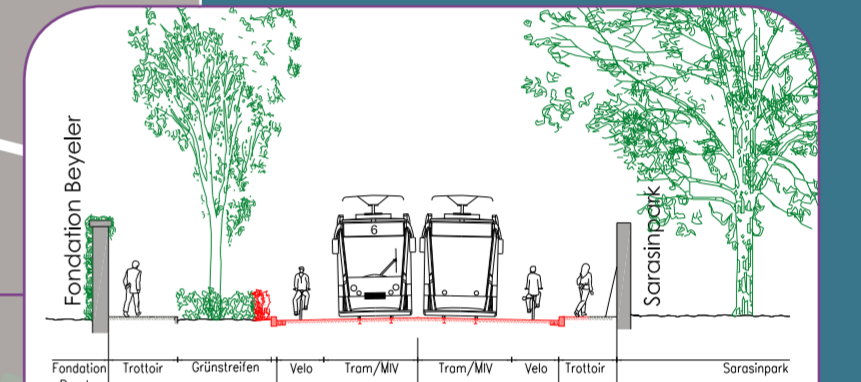 Fondation Beyeler
Sarasinpark
6
Fondation Trottoir Grünstreifen Velo Tram/MIV Tram/MIV Velo Trottoir Sarasinpark